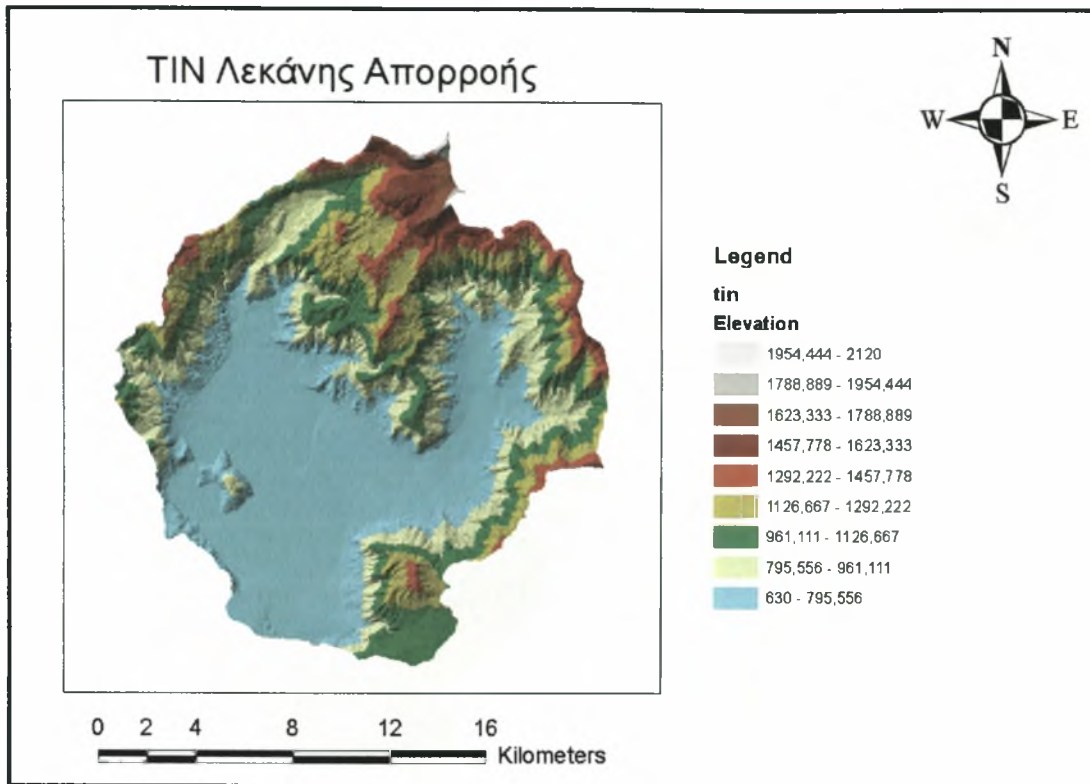 TIN Λεκάνης Απορροής
N
W E
S
Legend
tin
Elevation
1954,444 - 2120
1788,889 - 1954,444
1623,333 - 1788,889
1457,778 - 1623,333
1292,222 - 1457,778
1126,667 - 1292,222
961,111 - 1126,667
795,556 - 961,111
630 - 795,556
0 2 4 8 12 16
Kilometers